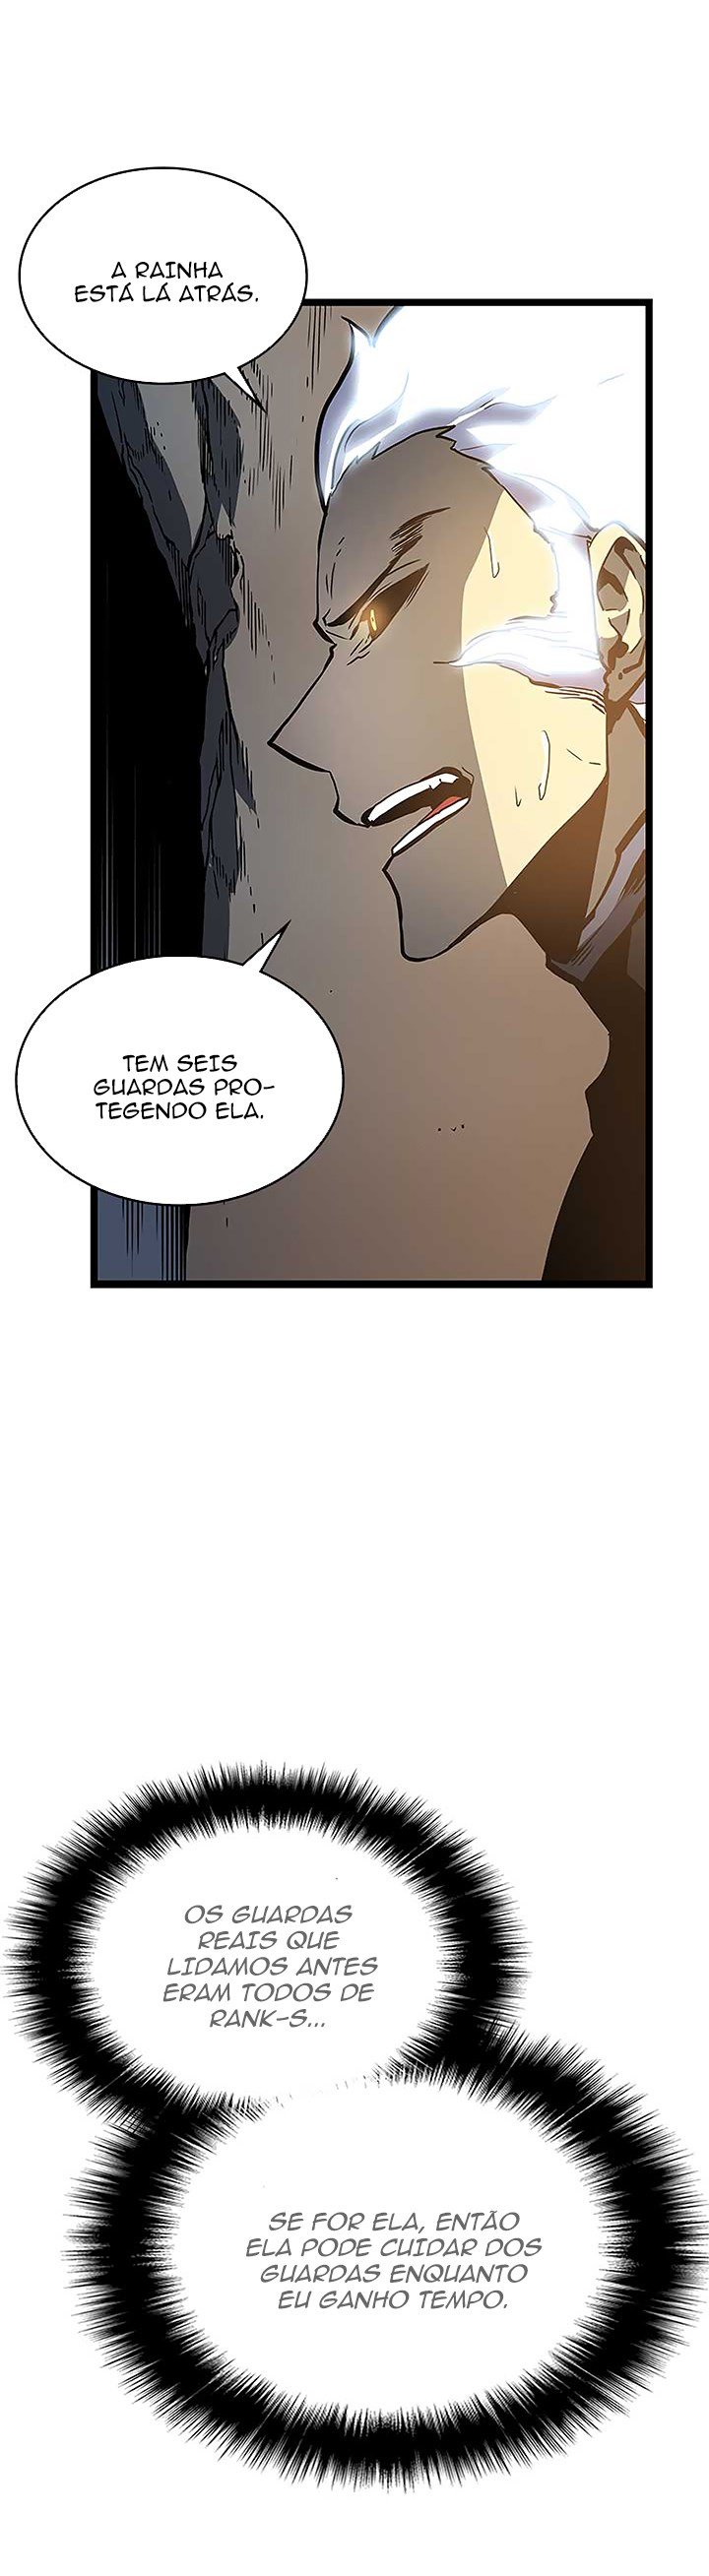 A RAINHA
ESTÁ LÁ ATRÁS.
TEM SEIS
GUARDAS PRO-
TEGENDO ELA.
OS GUARDAS
REAIS QUE
LIDAMOS ANTES
ERAM TODOS DE
RANK-S...
SE FOR ELA, ENTÃO
ELA PODE CUIDAR DOS
GUARDAS ENQUANTO
EU GANHO TEMPO.